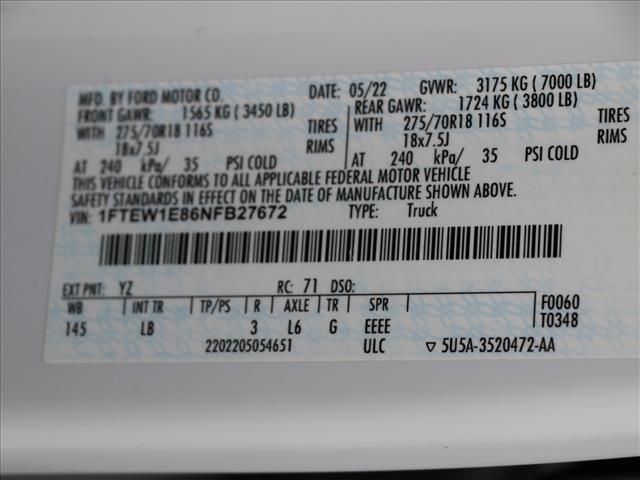 MFD. BY FORD MOTOR CO. DATE: 05/22 GVWR: 3175 KG ( 7000 LB)
FRONT GAWR: 1565 KG ( 3450 LB) REAR GAWR: 1724 KG ( 3800 LB)
WITH 275/70R18 116S TIRES WITH 275/70R18 116S TIRES
18x7.5J RIMS 18x7.5J RIMS
AT 240 kPa/ 35 PSI COLD AT 240 kPa/ 35 PSI COLD
THIS VEHICLE CONFORMS TO ALL APPLICABLE FEDERAL MOTOR VEHICLE
SAFETY STANDARDS IN EFFECT ON THE DATE OF MANUFACTURE SHOWN ABOVE.
VIN: 1FTEW1E86NFB27672 TYPE: Truck
EXT PNT: YZ RC: 71 DSO:
WB INT TR TP/PS R AXLE TR SPR F0060
145 LB 3 L6 G EEEE T0348
2202205054651 ULC ▽ 5U5A-3520472-AA